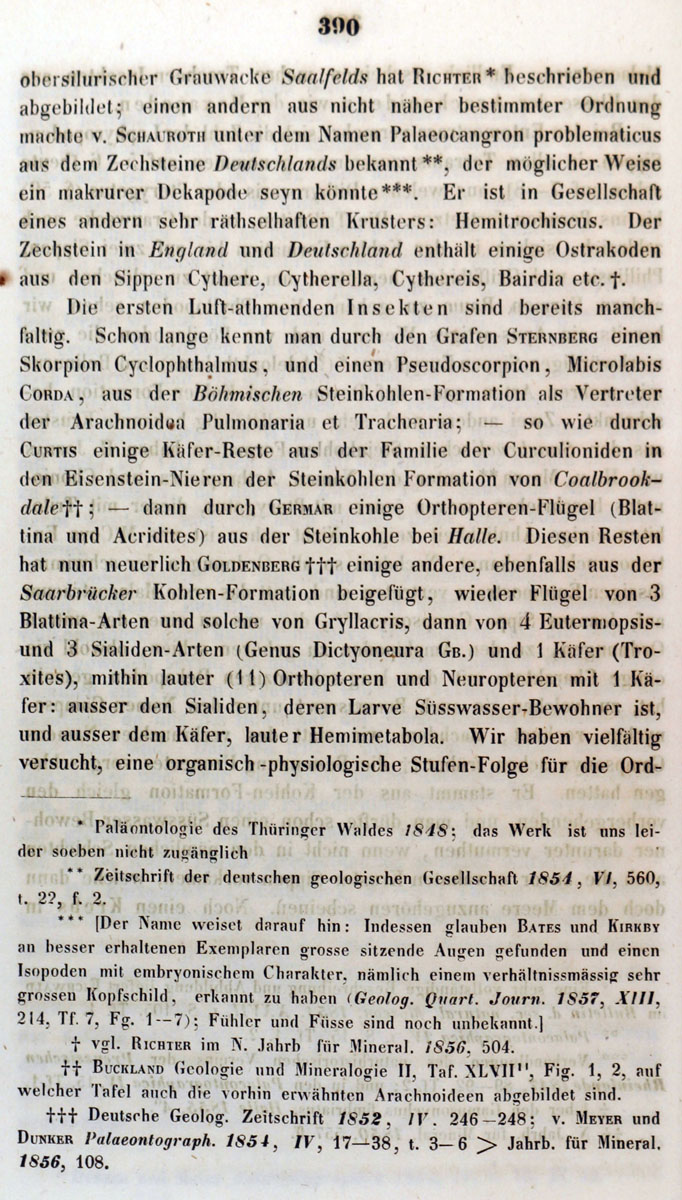 390
obersilurischer Grauwacke Saalfelds hat RICHTER* beschrieben und
abgebildet; einen andern aus nicht näher bestimmter Ordnung
machte v. SCHAUROTH unter dem Namen Palaeocangron problematicus
aus dem Zechsteine Deutschlands bekannt**, der möglicher Weise
ein makrurer Dekapode seyn könnte***. Er ist in Gesellschaft
eines andern sehr räthselhaften Krusters: Hemitrochiscus. Der
Zechstein in England und Deutschland enthält einige Ostrakoden
aus den Sippen Cythere, Cytherella, Cythereis, Bairdia etc. †.
Die ersten Luft-athmenden Insekten sind bereits manch-
faltig. Schon lange kennt man durch den Grafen STERNBERG einen
Skorpion Cyclophthalmus, und einen Pseudoscorpion, Microlabis
CORDA, aus der Böhmischen Steinkohlen-Formation als Vertreter
der Arachnoidea Pulmonaria et Trachearia; — so wie durch
CURTIS einige Käfer-Reste aus der Familie der Curculioniden in
den Eisenstein-Nieren der Steinkohlen Formation von Coalbrook-
dale††; — dann durch GERMAR einige Orthopteren-Flügel (Blat-
tina und Acridites) aus der Steinkohle bei Halle. Diesen Resten
hat nun neuerlich GOLDENBERG ††† einige andere, ebenfalls aus der
Saarbrücker Kohlen-Formation beigefügt, wieder Flügel von 3
Blattina-Arten und solche von Gryllacris, dann von 4 Eutermopsis-
und 3 Sialiden-Arten (Genus Dictyoneura GB.) und 1 Käfer (Tro-
xites), mithin lauter (11) Orthopteren und Neuropteren mit 1 Kä-
fer: ausser den Sialiden, deren Larve Süsswasser-Bewohner ist,
und ausser dem Käfer, lauter Hemimetabola. Wir haben vielfältig
versucht, eine organisch-physiologische Stufen-Folge für die Ord-
* Paläontologie des Thüringer Waldes 1848; das Werk ist uns lei-
der soeben nicht zugänglich
** Zeitschrift der deutschen geologischen Gesellschaft 1854, VI, 560,
t. 2?, f. 2.
*** [Der Name weiset darauf hin: Indessen glauben BATES und KIRKBY
an besser erhaltenen Exemplaren grosse sitzende Augen gefunden und einen
Isopoden mit embryonischem Charakter, nämlich einem verhältnissmässig sehr
grossen Kopfschild, erkannt zu haben (Geolog. Quart. Journ. 1857, XIII,
214, Tf. 7, Fg. 1—7); Fühler und Füsse sind noch unbekannt.]
† vgl. RICHTER im N. Jahrb für Mineral. 1856, 504.
†† BUCKLAND Geologie und Mineralogie II, Taf. XLVII'', Fig. 1, 2, auf
welcher Tafel auch die vorhin erwähnten Arachnoideen abgebildet sind.
††† Deutsche Geolog. Zeitschrift 1852, IV. 246—248; v. MEYER und
DUNKER Palaeontograph. 1854, IV, 17—38, t. 3—6 > Jahrb. für Mineral.
1856, 108.